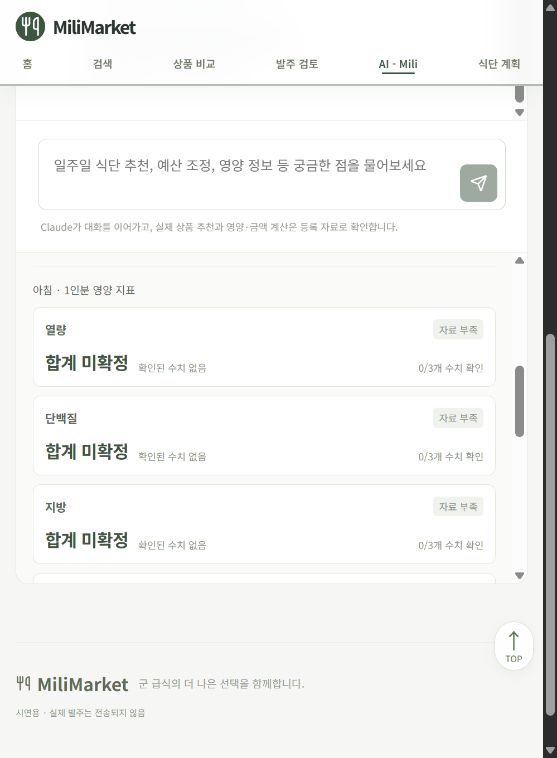 MiliMarket
홈 검색 상품 비교 발주 검토 AI - Mili 식단 계획
일주일 식단 추천, 예산 조정, 영양 정보 등 궁금한 점을 물어보세요
Claude가 대화를 이어가고, 실제 상품 추천과 영양·금액 계산은 등록 자료로 확인합니다.
아침 · 1인분 영양 지표
열량 자료 부족
합계 미확정 확인된 수치 없음 0/3개 수치 확인
단백질 자료 부족
합계 미확정 확인된 수치 없음 0/3개 수치 확인
지방 자료 부족
합계 미확정 확인된 수치 없음 0/3개 수치 확인
TOP
MiliMarket 군 급식의 더 나은 선택을 함께합니다.
시연용 · 실제 발주는 전송되지 않음